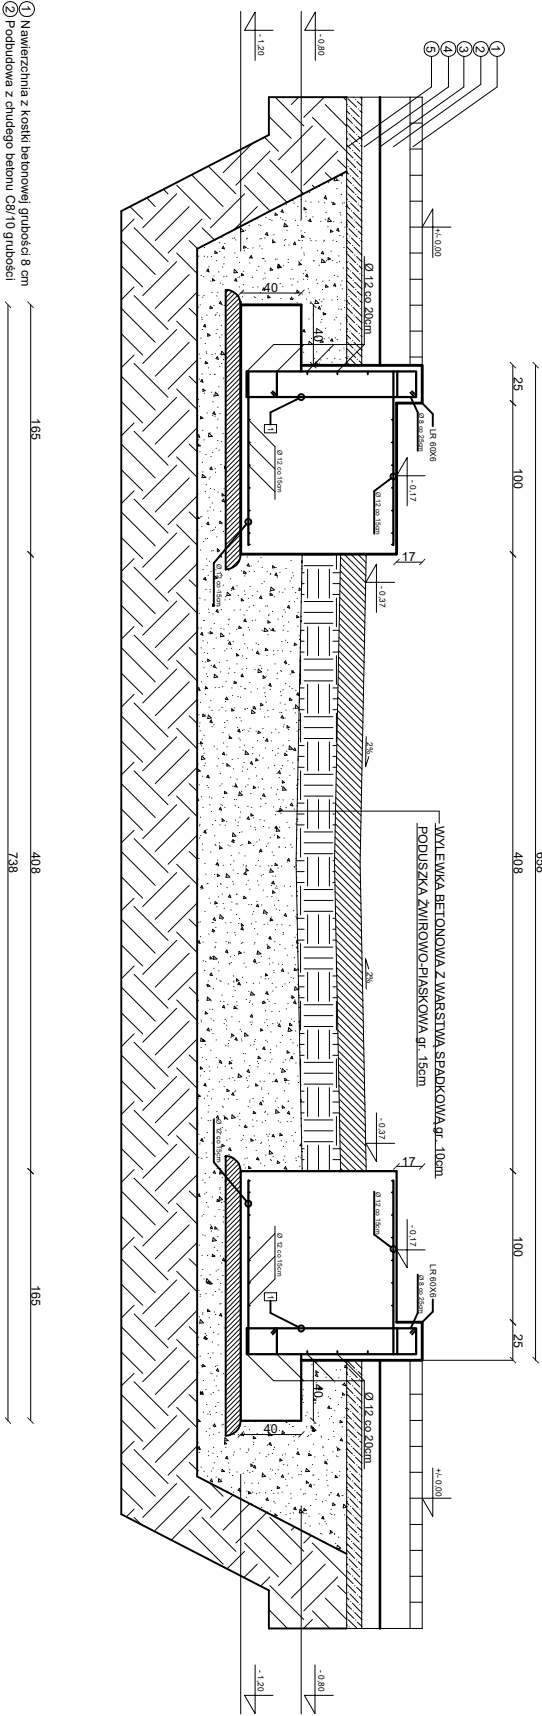 - 1,20
- 0,80
5
4
3
2
1
+/- 0,00
Ø 12 co 20cm
40
40
25
LR 60X6
Ø 8 co 25cm
1
Ø 12 co 15cm
Ø 12 co 15cm
- 0,17
100
17
Ø 12 co 15cm
- 0,37
2%
WYLEWKA BETONOWA Z WARSTWĄ SPADKOWĄ gr. 10cm
PODUSZKA ŻWIROWO-PIASKOWA gr. 15cm
408
2%
- 0,37
17
Ø 12 co 15cm
Ø 12 co 15cm
- 0,17
100
Ø 12 co 15cm
1
LR 60X6
Ø 8 co 25cm
25
40
40
Ø 12 co 20cm
+/- 0,00
- 1,20
- 0,80
165
408
165
738
1 Nawierzchnia z kostki betonowej grubości 8 cm
2 Podbudowa z chudego betonu C8/10 grubości